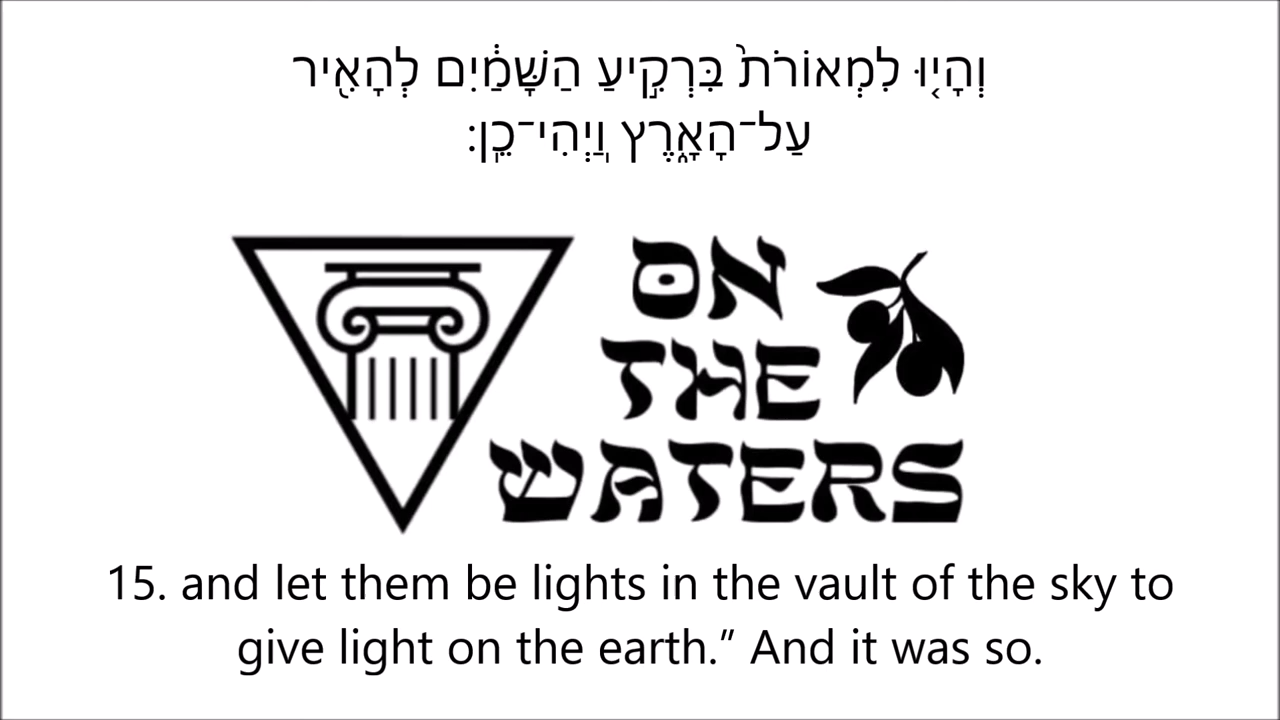 וְהָי֤וּ לִמְאוֹרֹת֙ בִּרְקִ֣יעַ הַשָּׁמַ֔יִם לְהָאִ֖יר
עַל־הָאָ֑רֶץ וַֽיְהִי־כֵֽן׃
ON
THE
WATERS
15. and let them be lights in the vault of the sky to
give light on the earth.” And it was so.